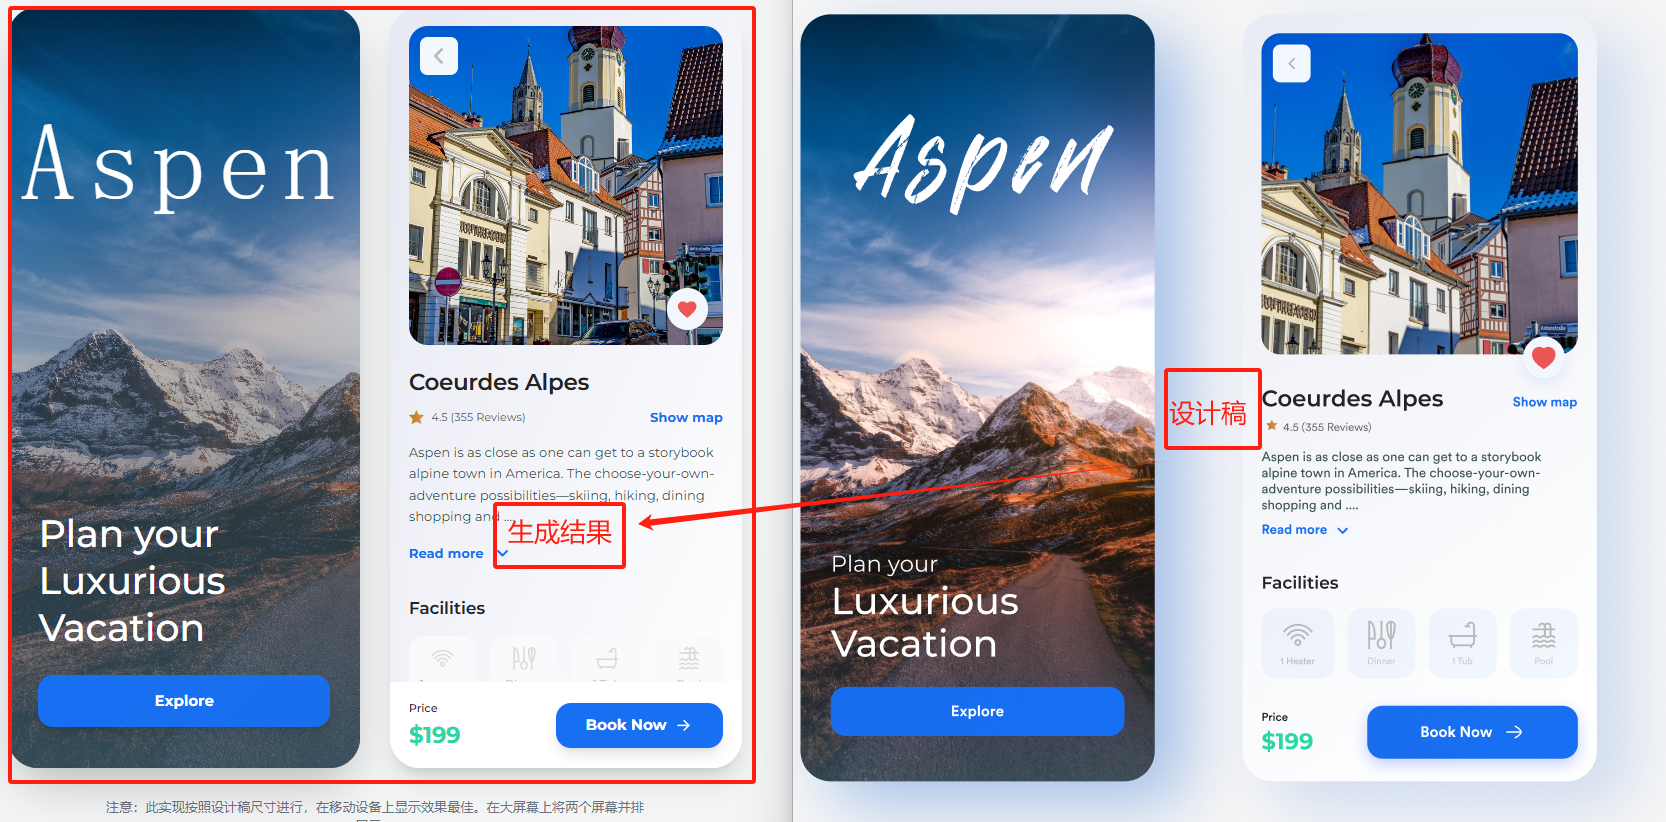 Aspen
Plan your
Luxurious
Vacation
Explore
Coeurdes Alpes
4.5 (355 Reviews)
Show map
Aspen is as close as one can get to a storybook
alpine town in America. The choose-your-own-
adventure possibilities—skiing, hiking, dining
shopping and ....
Read more
生成结果
Facilities
Price
$199
Book Now
注意：此实现按照设计稿尺寸进行，在移动设备上显示效果最佳。在大屏幕上将两个屏幕并排
Aspen
Plan your
Luxurious
Vacation
Explore
设计稿
Coeurdes Alpes
Show map
4.5 (355 Reviews)
Aspen is as close as one can get to a storybook
alpine town in America. The choose-your-own-
adventure possibilities—skiing, hiking, dining
shopping and ....
Read more
Facilities
1 Heater
Dinner
1 Tub
Pool
Price
$199
Book Now